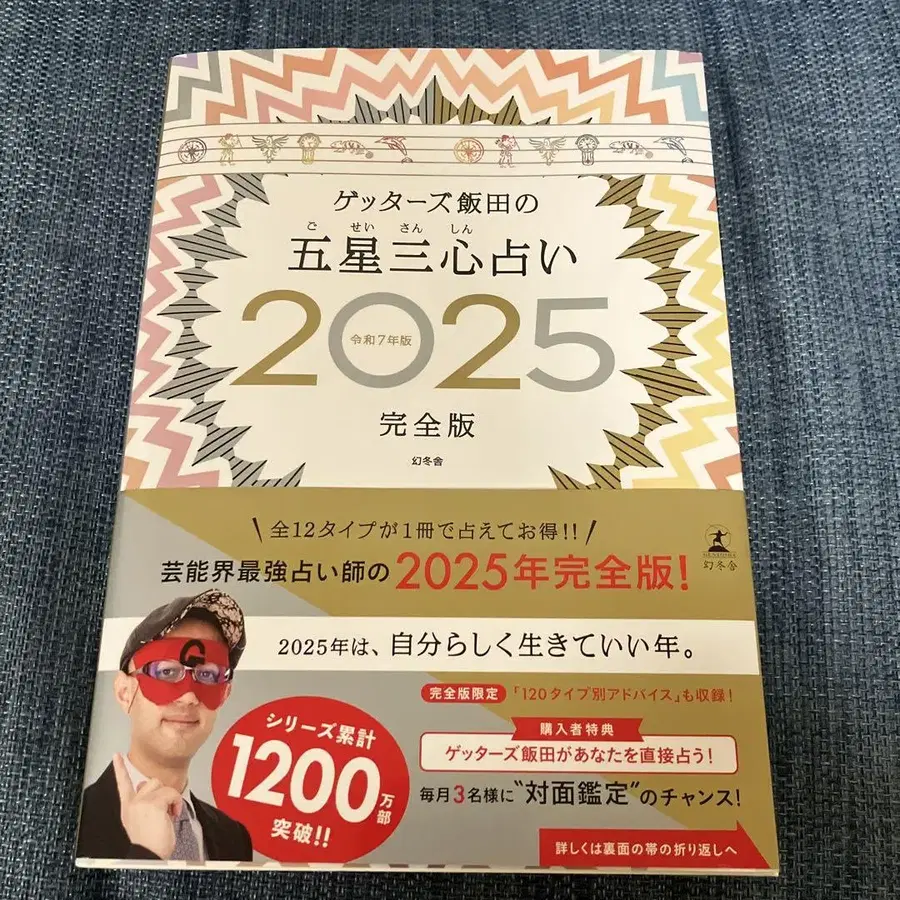 ゲッターズ飯田の
ご せい さん しん
五星三心占い
2025
令和7年版
完全版
幻冬舎
\ 全12タイプが1冊で占えてお得!! /
芸能界最強占い師の2025年完全版!
GENTOSHA
幻冬舎
2025年は、自分らしく生きていい年。
G
完全版限定 「120タイプ別アドバイス」も収録!
シリーズ累計
1200万部
突破!!
購入者特典
ゲッターズ飯田があなたを直接占う!
毎月3名様に"対面鑑定"のチャンス!
詳しくは裏面の帯の折り返しへ